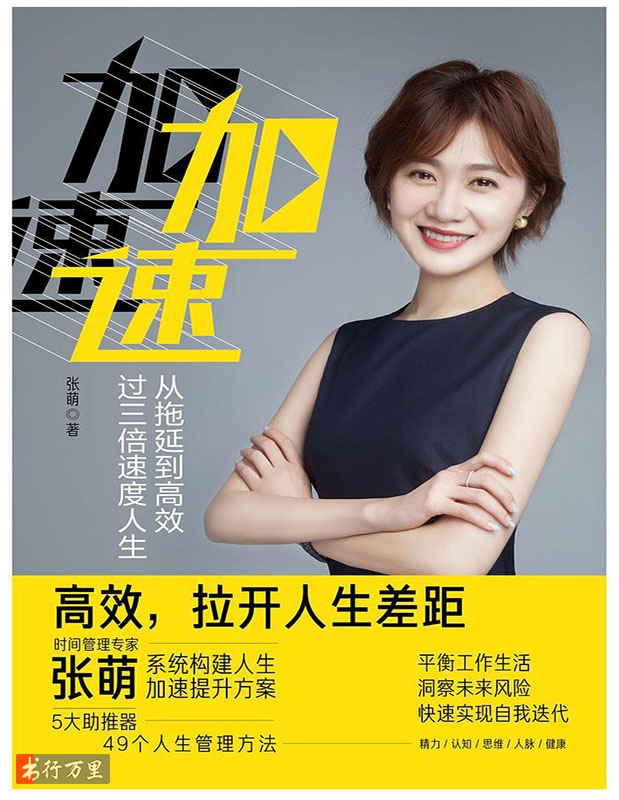 加速
加速
从拖延到高效
过三倍速度人生
张萌◎著
高效，拉开人生差距
时间管理专家
张萌
系统构建人生
加速提升方案
5大助推器
49个人生管理方法
平衡工作生活
洞察未来风险
快速实现自我迭代
精力/认知/思维/人脉/健康
书行万里